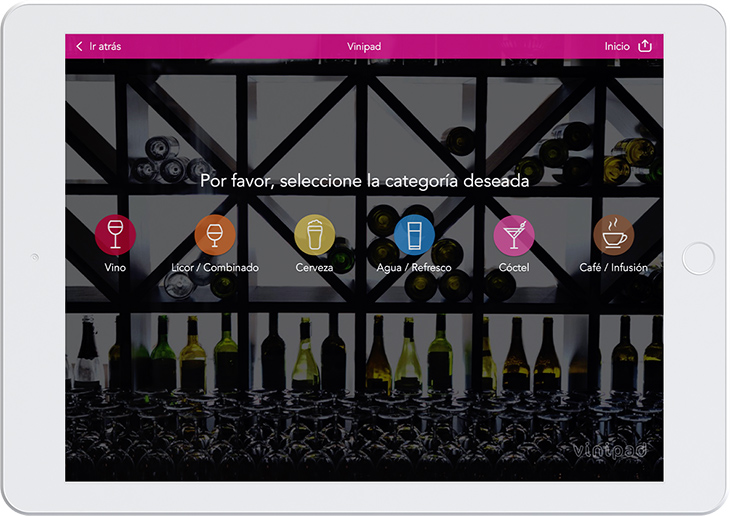 Ir atrás
Vinipad
Inicio
Por favor, seleccione la categoría deseada
Vino
Licor / Combinado
Cerveza
Agua / Refresco
Cóctel
Café / Infusión
vinipad